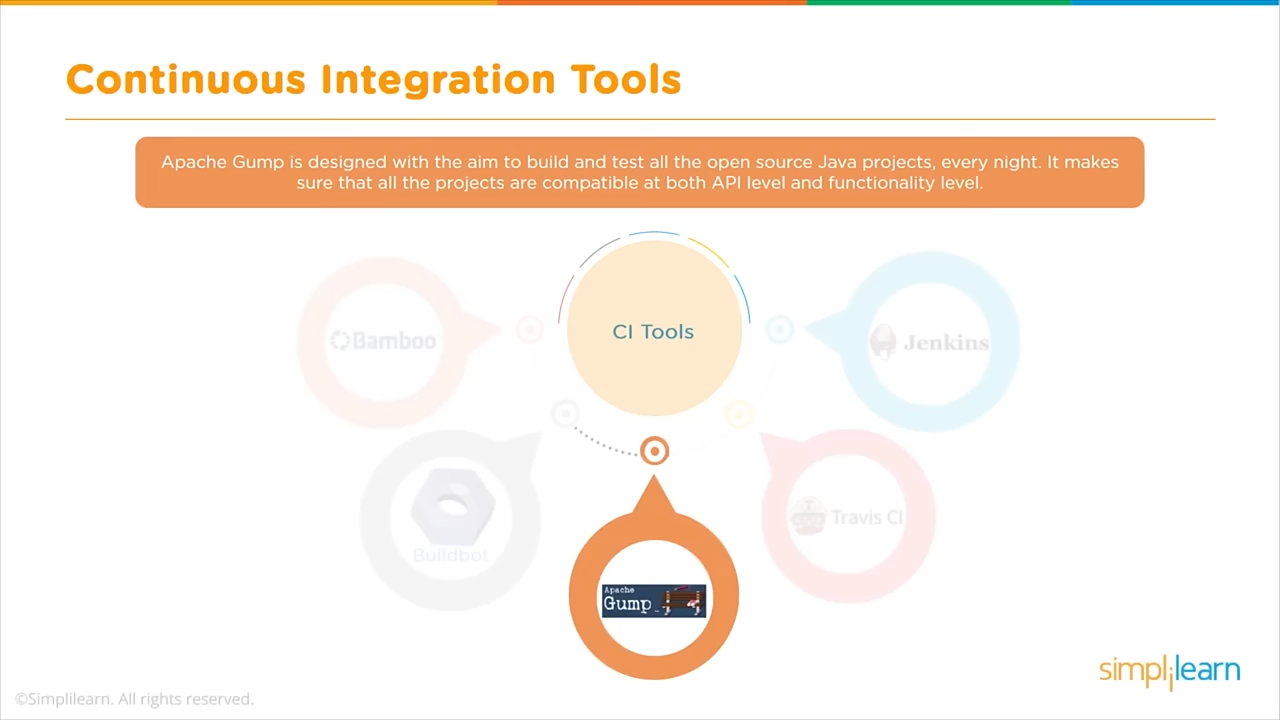 Continuous Integration Tools
Apache Gump is designed with the aim to build and test all the open source Java projects, every night. It makes
sure that all the projects are compatible at both API level and functionality level.
CI Tools
Bamboo
Jenkins
Buildbot
Travis CI
Apache
Gump
simplilearn
©Simplilearn. All rights reserved.